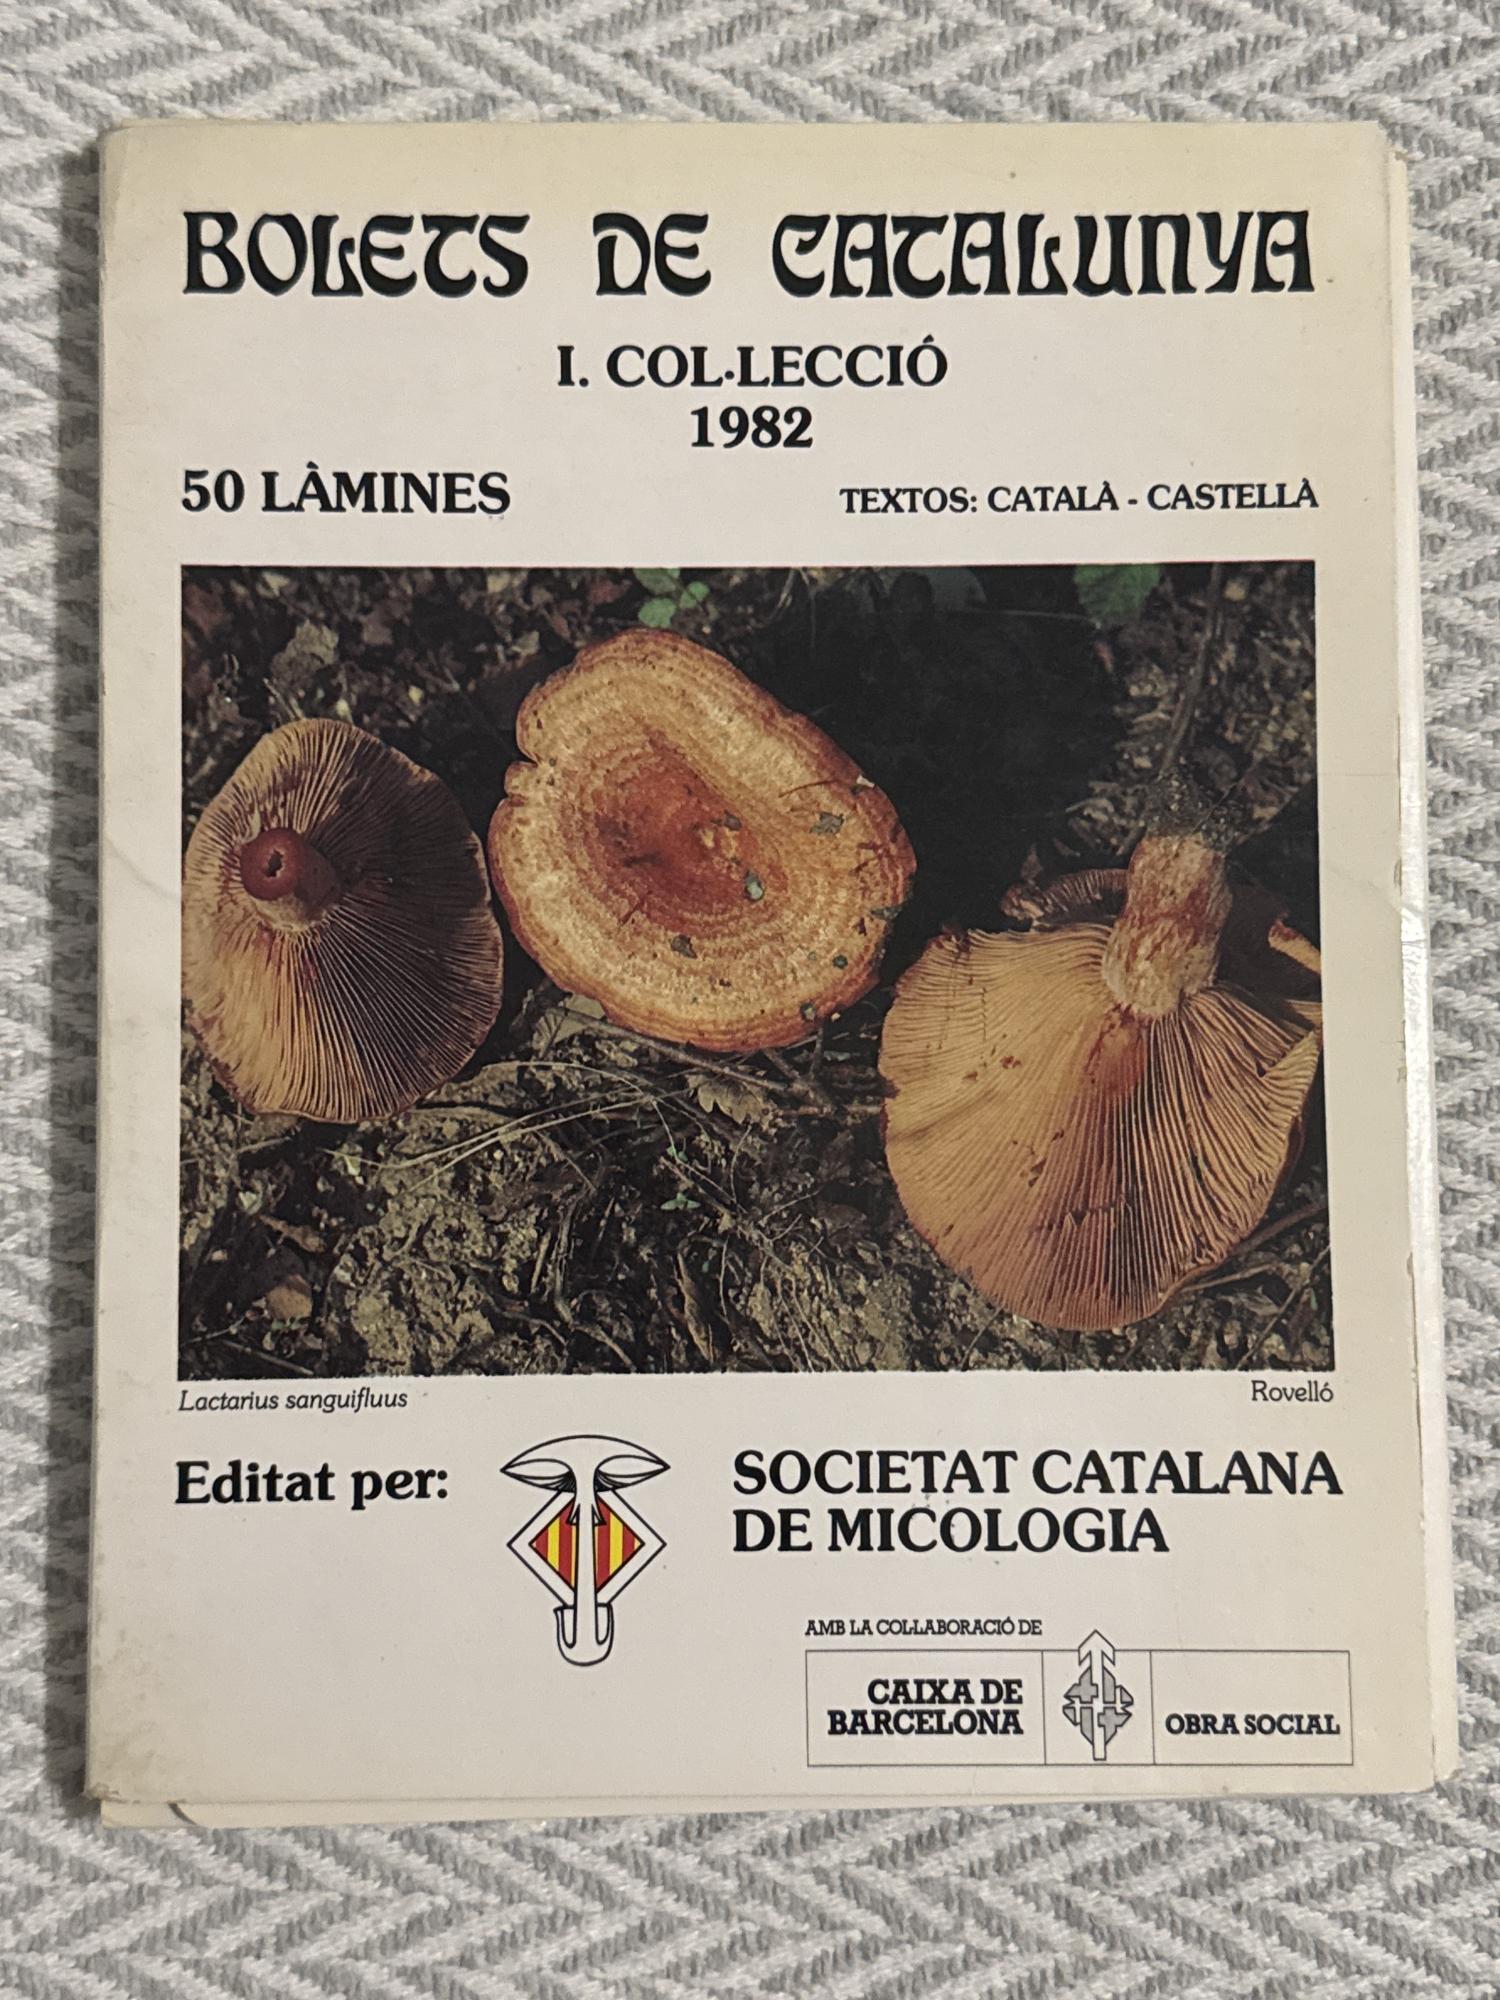 BOLETS DE CATALUNYA
I. COL·LECCIÓ
1982
50 LÀMINES
TEXTOS: CATALÀ - CASTELLÀ
Lactarius sanguifluus
Rovelló
Editat per:
SOCIETAT CATALANA
DE MICOLOGIA
AMB LA COL·LABORACIÓ DE
CAIXA DE
BARCELONA
OBRA SOCIAL